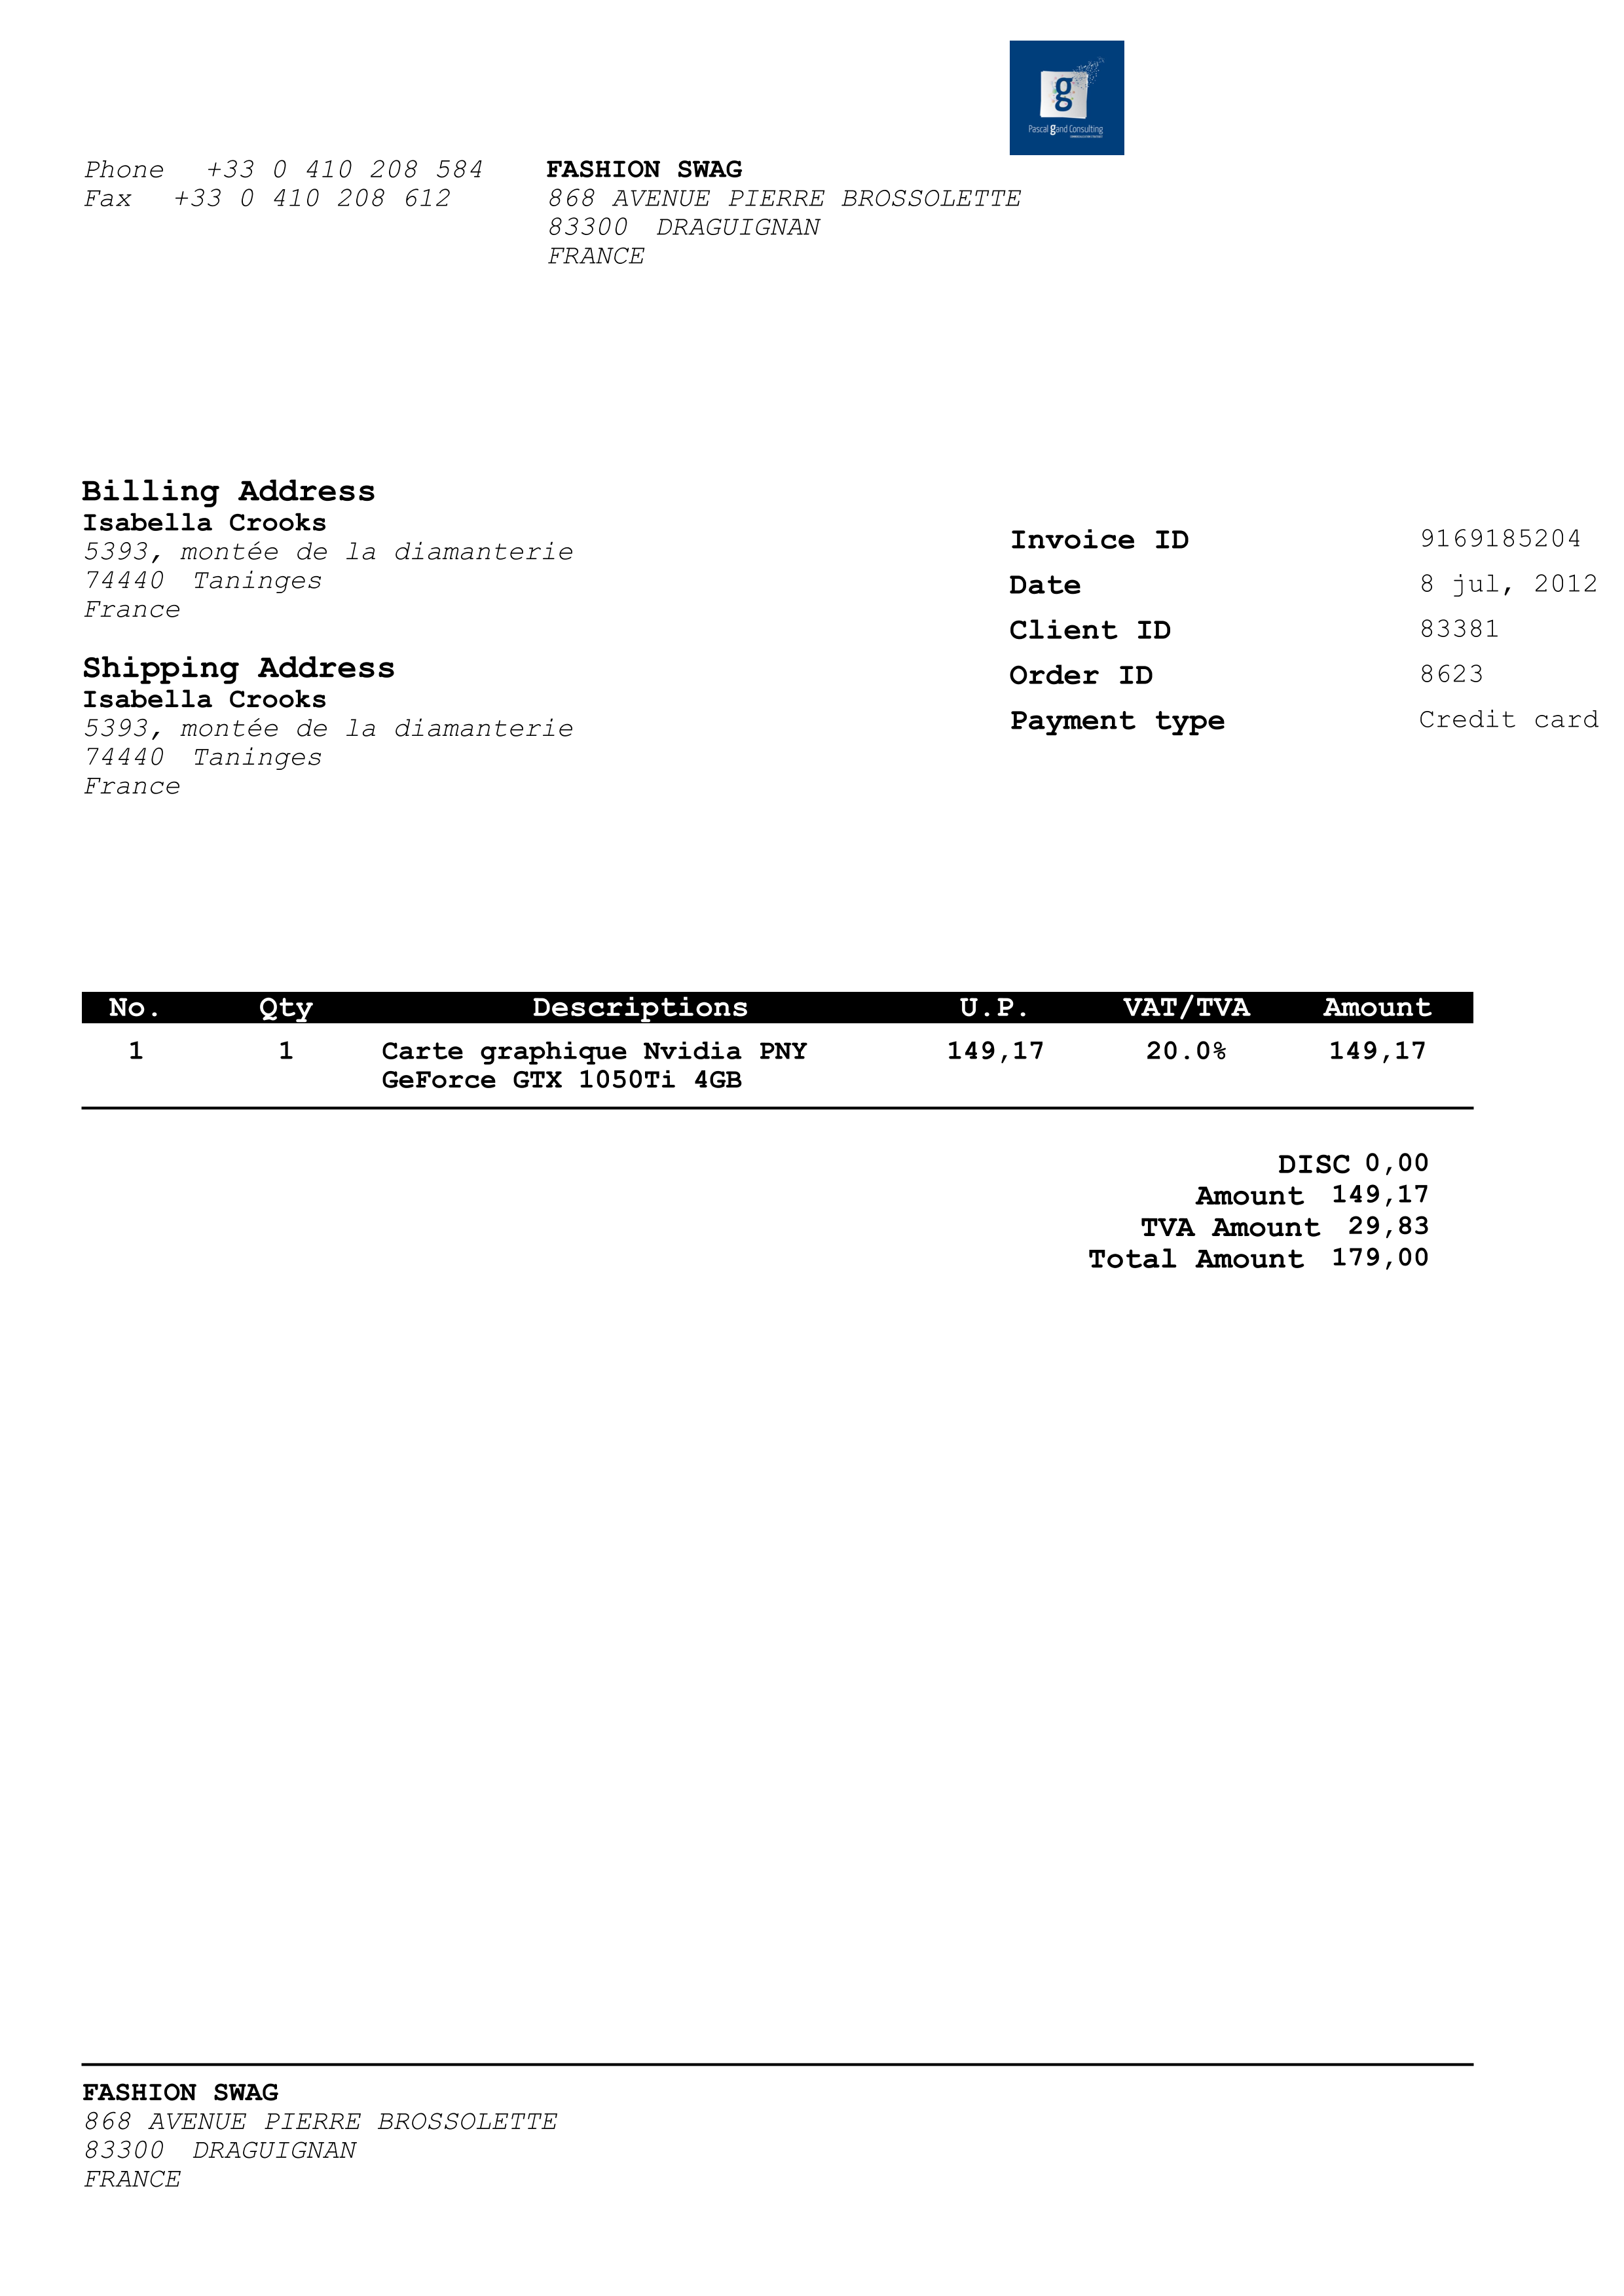 g
Pascal gand Consulting
Phone +33 0 410 208 584
Fax +33 0 410 208 612
FASHION SWAG
868 AVENUE PIERRE BROSSOLETTE
83300 DRAGUIGNAN
FRANCE
Billing Address
Isabella Crooks
5393, montée de la diamanterie
74440 Taninges
France
Shipping Address
Isabella Crooks
5393, montée de la diamanterie
74440 Taninges
France
Invoice ID 9169185204
Date 8 jul, 2012
Client ID 83381
Order ID 8623
Payment type Credit card
No. Qty Descriptions U.P. VAT/TVA Amount
1 1 Carte graphique Nvidia PNY 149,17 20.0% 149,17
GeForce GTX 1050Ti 4GB
DISC 0,00
Amount 149,17
TVA Amount 29,83
Total Amount 179,00
FASHION SWAG
868 AVENUE PIERRE BROSSOLETTE
83300 DRAGUIGNAN
FRANCE